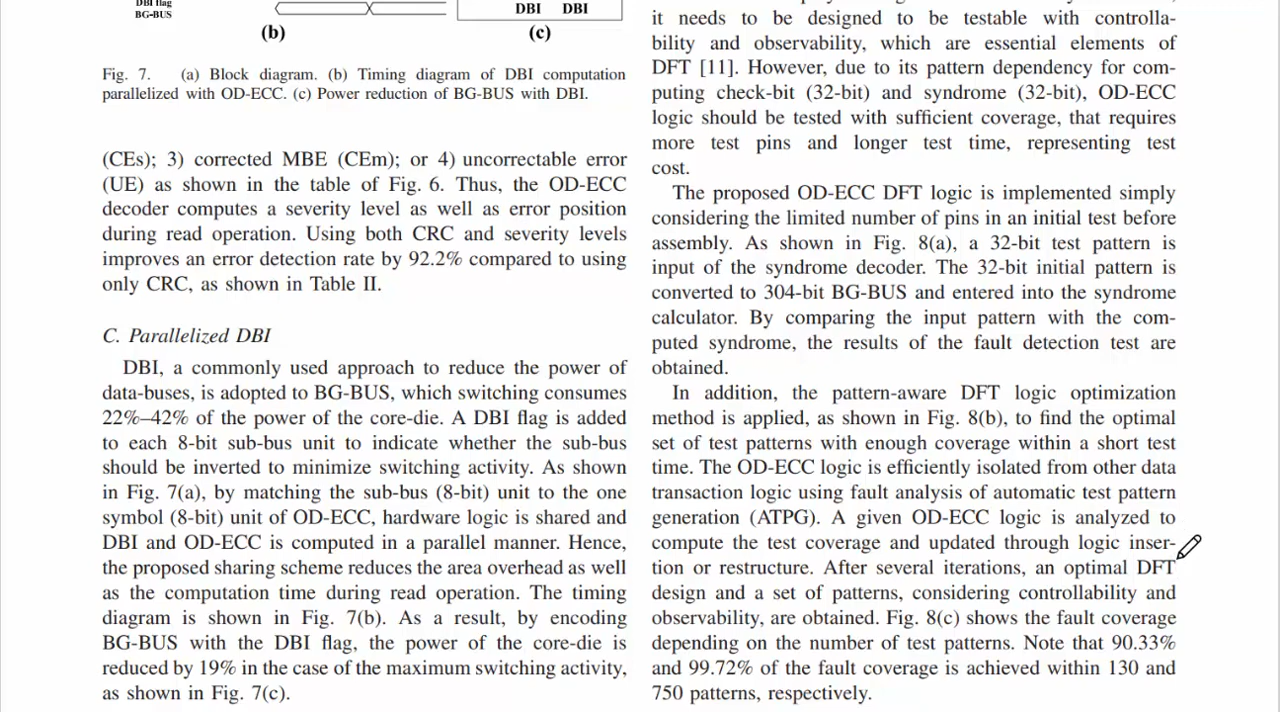 DBI flag
BG-BUS
DBI DBI
(b)
(c)
Fig. 7. (a) Block diagram. (b) Timing diagram of DBI computation
parallelized with OD-ECC. (c) Power reduction of BG-BUS with DBI.
(CEs); 3) corrected MBE (CEm); or 4) uncorrectable error
(UE) as shown in the table of Fig. 6. Thus, the OD-ECC
decoder computes a severity level as well as error position
during read operation. Using both CRC and severity levels
improves an error detection rate by 92.2% compared to using
only CRC, as shown in Table II.
C. Parallelized DBI
DBI, a commonly used approach to reduce the power of
data-buses, is adopted to BG-BUS, which switching consumes
22%–42% of the power of the core-die. A DBI flag is added
to each 8-bit sub-bus unit to indicate whether the sub-bus
should be inverted to minimize switching activity. As shown
in Fig. 7(a), by matching the sub-bus (8-bit) unit to the one
symbol (8-bit) unit of OD-ECC, hardware logic is shared and
DBI and OD-ECC is computed in a parallel manner. Hence,
the proposed sharing scheme reduces the area overhead as well
as the computation time during read operation. The timing
diagram is shown in Fig. 7(b). As a result, by encoding
BG-BUS with the DBI flag, the power of the core-die is
reduced by 19% in the case of the maximum switching activity,
as shown in Fig. 7(c).
it needs to be designed to be testable with controlla-
bility and observability, which are essential elements of
DFT [11]. However, due to its pattern dependency for com-
puting check-bit (32-bit) and syndrome (32-bit), OD-ECC
logic should be tested with sufficient coverage, that requires
more test pins and longer test time, representing test
cost.
The proposed OD-ECC DFT logic is implemented simply
considering the limited number of pins in an initial test before
assembly. As shown in Fig. 8(a), a 32-bit test pattern is
input of the syndrome decoder. The 32-bit initial pattern is
converted to 304-bit BG-BUS and entered into the syndrome
calculator. By comparing the input pattern with the com-
puted syndrome, the results of the fault detection test are
obtained.
In addition, the pattern-aware DFT logic optimization
method is applied, as shown in Fig. 8(b), to find the optimal
set of test patterns with enough coverage within a short test
time. The OD-ECC logic is efficiently isolated from other data
transaction logic using fault analysis of automatic test pattern
generation (ATPG). A given OD-ECC logic is analyzed to
compute the test coverage and updated through logic inser-
tion or restructure. After several iterations, an optimal DFT
design and a set of patterns, considering controllability and
observability, are obtained. Fig. 8(c) shows the fault coverage
depending on the number of test patterns. Note that 90.33%
and 99.72% of the fault coverage is achieved within 130 and
750 patterns, respectively.